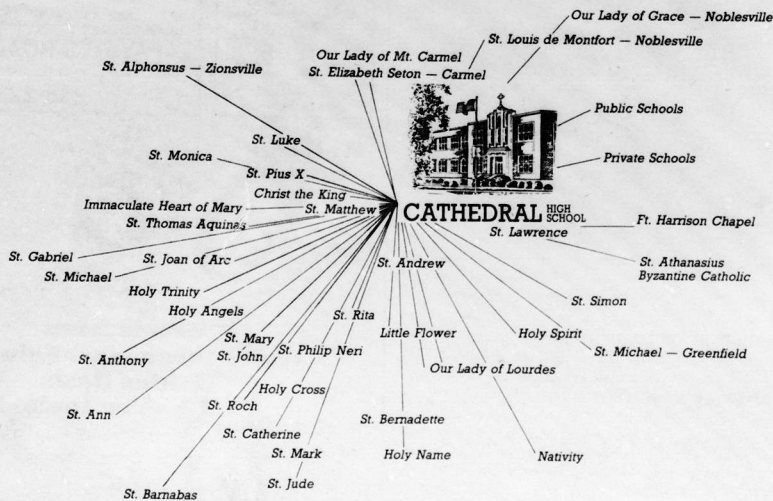 Our Lady of Grace — Noblesville
St. Louis de Montfort — Noblesville
Our Lady of Mt. Carmel
St. Elizabeth Seton — Carmel
St. Alphonsus — Zionsville
Public Schools
St. Luke
St. Monica
Private Schools
St. Pius X
Christ the King
Immaculate Heart of Mary
St. Matthew
CATHEDRAL HIGH
SCHOOL
St. Thomas Aquinas
Ft. Harrison Chapel
St. Lawrence
St. Gabriel
St. Joan of Arc
St. Andrew
St. Athanasius
Byzantine Catholic
St. Michael
Holy Trinity
St. Simon
Holy Angels
St. Rita
Little Flower
Holy Spirit
St. Mary
St. John
St. Philip Neri
St. Michael — Greenfield
St. Anthony
Our Lady of Lourdes
Holy Cross
St. Roch
St. Ann
St. Bernadette
St. Catherine
St. Mark
Holy Name
Nativity
St. Jude
St. Barnabas